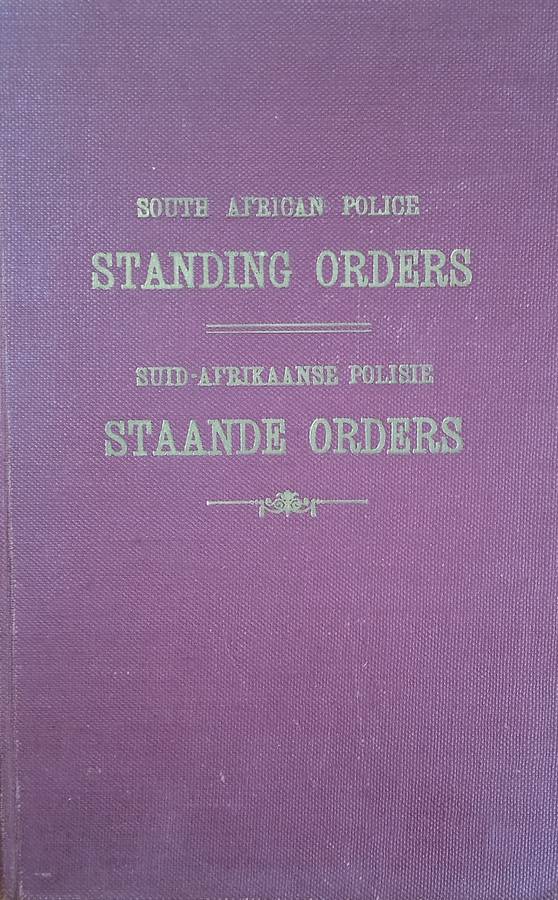 SOUTH AFRICAN POLICE
STANDING ORDERS
SUID-AFRIKAANSE POLISIE
STAANDE ORDERS